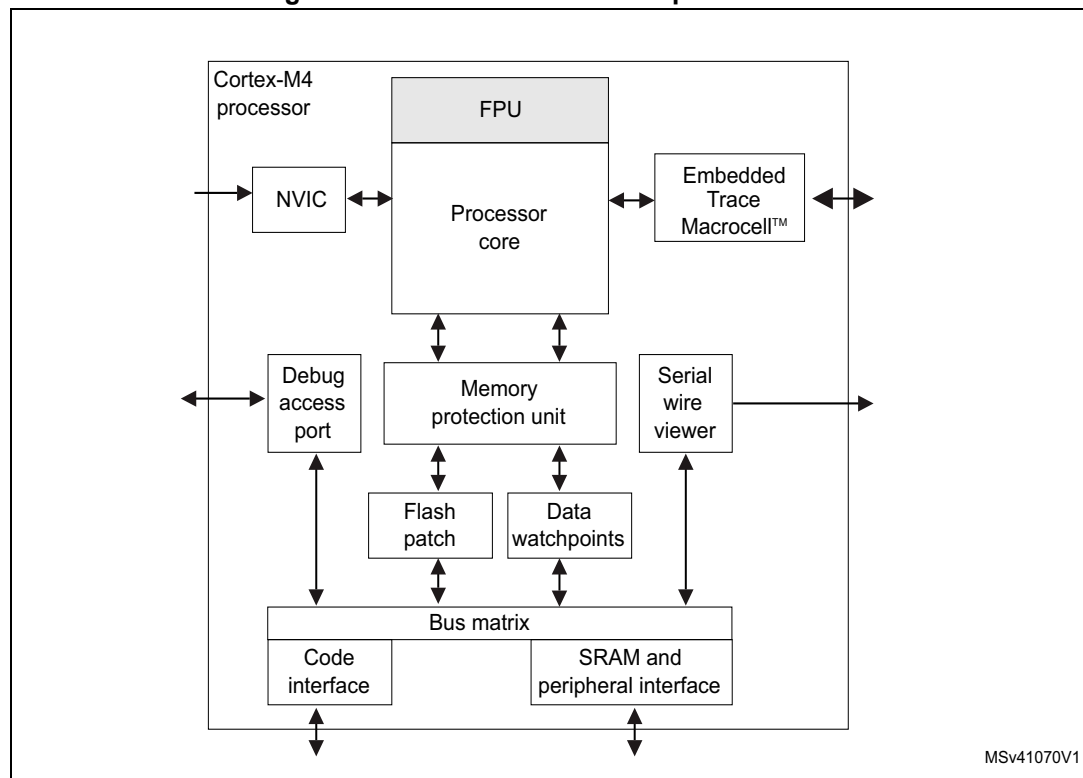 Cortex-M4
processor
FPU
NVIC
Processor
core
Embedded
Trace
Macrocell™
Debug
access
port
Memory
protection unit
Serial
wire
viewer
Flash
patch
Data
watchpoints
Bus matrix
Code
interface
SRAM and
peripheral interface
MSv41070V1